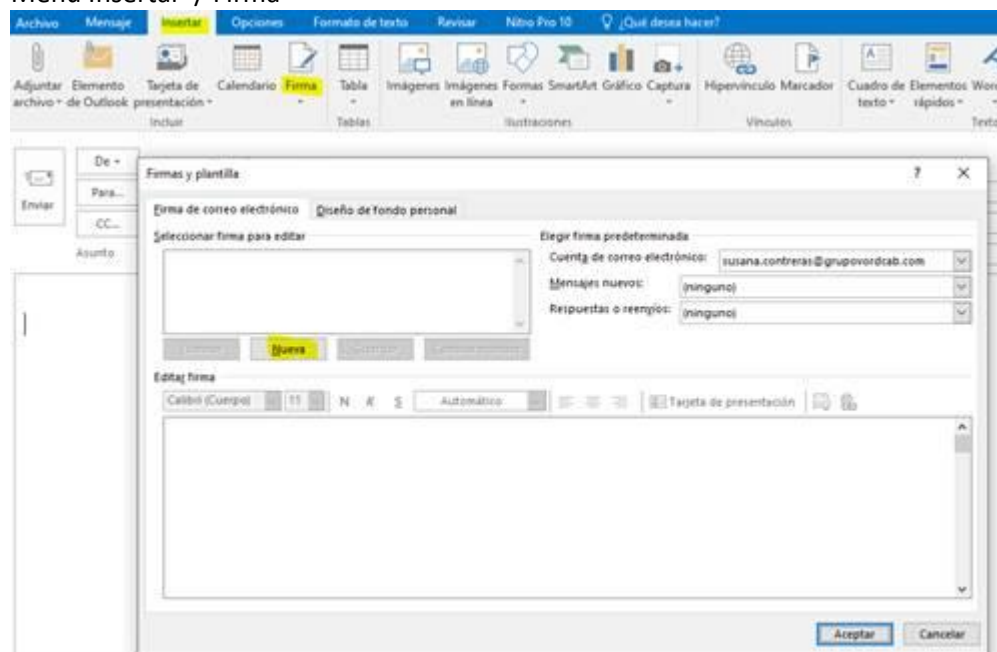 Menú Insertar y Firma
Archivo Mensaje Insertar Opciones Formato de texto Revisar Nitro Pro 10 ¿Qué desea hacer?
Adjuntar archivo Elemento de Outlook Tarjeta de presentación Calendario Firma Tabla Imágenes Imágenes en línea Formas SmartArt Gráfico Captura Hipervínculo Marcador Cuadro de texto Elementos rápidos
Incluir Tablas Ilustraciones Vínculos
De
Para...
Enviar
CC...
Asunto
Firmas y plantilla ? X
Firma de correo electrónico Diseño de fondo personal
Seleccionar firma para editar Elegir firma predeterminada
Cuenta de correo electrónico: susana.contreras@grupovordcab.com
Mensajes nuevos: (ninguno)
Respuestas o reenvíos: (ninguno)
Nueva
Editar firma
Calibri (Cuerpo) 11 N K S Automático Tarjeta de presentación
Aceptar Cancelar